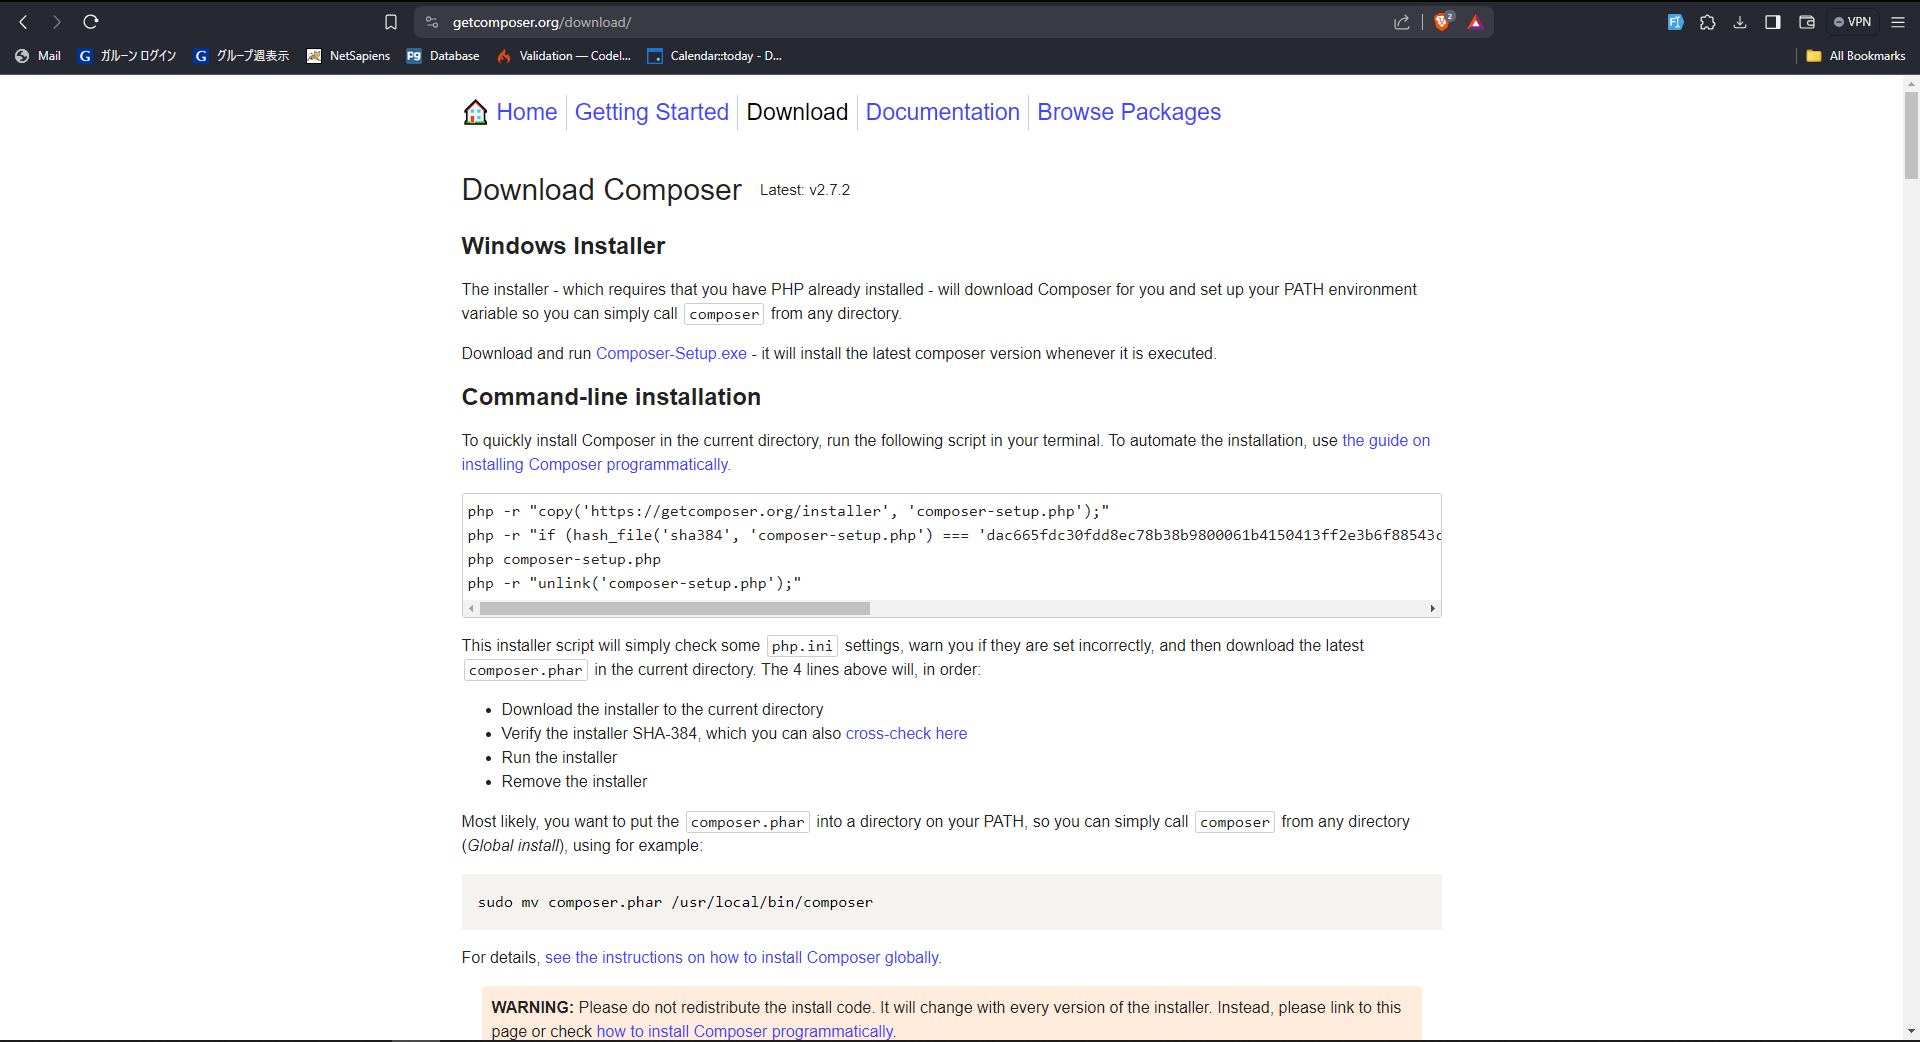 getcomposer.org/download/
2
VPN
Mail
G ガルーン ログイン
G グループ週表示
NetSapiens
pg Database
Validation — Codel...
Calendar::today - D...
All Bookmarks
Home
Getting Started
Download
Documentation
Browse Packages
Download Composer Latest: v2.7.2
Windows Installer
The installer - which requires that you have PHP already installed - will download Composer for you and set up your PATH environment
variable so you can simply call composer from any directory.
Download and run Composer-Setup.exe - it will install the latest composer version whenever it is executed.
Command-line installation
To quickly install Composer in the current directory, run the following script in your terminal. To automate the installation, use the guide on
installing Composer programmatically.
php -r "copy('https://getcomposer.org/installer', 'composer-setup.php');"
php -r "if (hash_file('sha384', 'composer-setup.php') === 'dac665fdc30fdd8ec78b38b9800061b4150413ff2e3b6f88543c
php composer-setup.php
php -r "unlink('composer-setup.php');"
This installer script will simply check some php.ini settings, warn you if they are set incorrectly, and then download the latest
composer.phar in the current directory. The 4 lines above will, in order:
• Download the installer to the current directory
• Verify the installer SHA-384, which you can also cross-check here
• Run the installer
• Remove the installer
Most likely, you want to put the composer.phar into a directory on your PATH, so you can simply call composer from any directory
(Global install), using for example:
sudo mv composer.phar /usr/local/bin/composer
For details, see the instructions on how to install Composer globally.
WARNING: Please do not redistribute the install code. It will change with every version of the installer. Instead, please link to this
page or check how to install Composer programmatically.